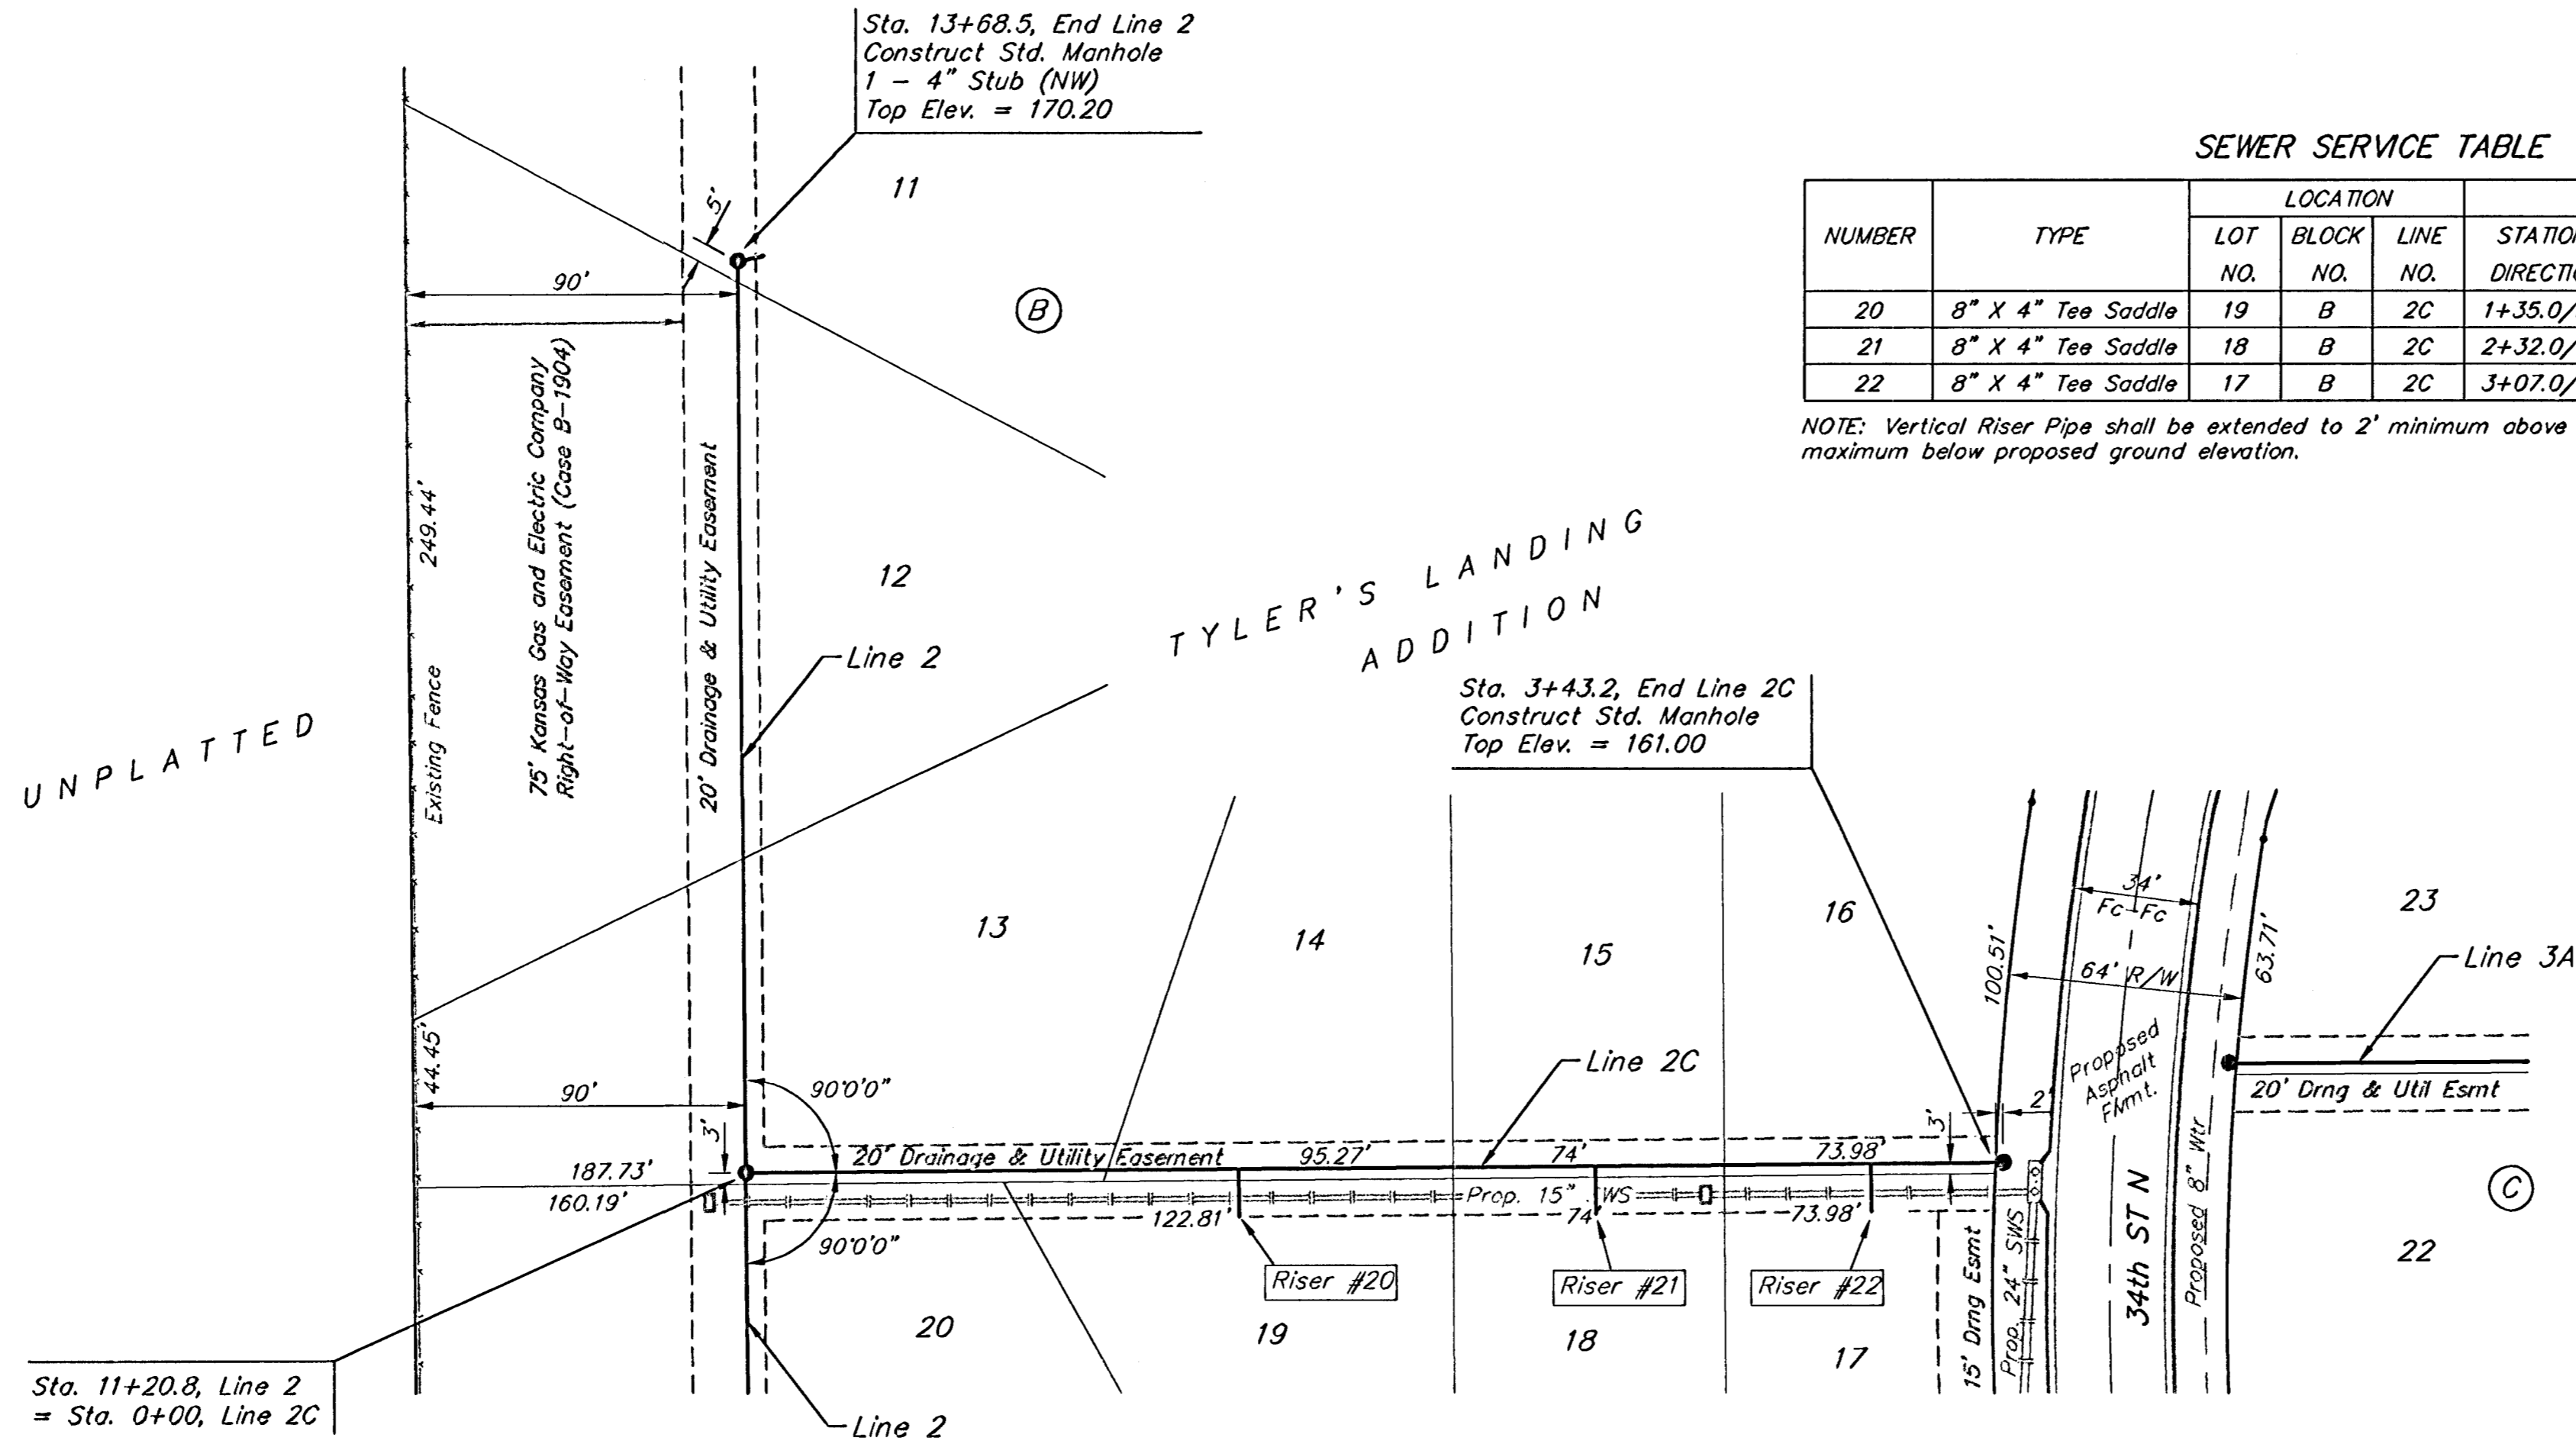 Sta. 13+68.5, End Line 2
Construct Std. Manhole
1 - 4" Stub (NW)
Top Elev. = 170.20
SEWER SERVICE TABLE
NUMBER
TYPE
LOCATION
LOT NO.
BLOCK NO.
LINE NO.
20 8" X 4" Tee Saddle 19 B 2C 1+35.0/
21 8" X 4" Tee Saddle 18 B 2C 2+32.0/
22 8" X 4" Tee Saddle 17 B 2C 3+07.0/
NOTE: Vertical Riser Pipe shall be extended to 2' minimum above
maximum below proposed ground elevation.
11
5'
B
90'
75' Kansas Gas and Electric Company
Right-of-Way Easement (Case B-1904)
20' Drainage & Utility Easement
249.44'
Existing Fence
12
Line 2
TYLER'S LANDING
ADDITION
UNPLATTED
Sta. 3+43.2, End Line 2C
Construct Std. Manhole
Top Elev. = 161.00
13
14
15
16
34'
Fc-Fc
23
100.51'
64' R/W
63.71'
Line 3A
44.45'
90'
90°0'0"
Line 2C
Proposed
Asphalt
Pvmt.
20' Drng & Util Esmt
2'
3'
3'
20' Drainage & Utility Easement
95.27'
74'
73.98'
187.73'
160.19'
Prop. 15" SWS
122.81'
74'
73.98'
90°0'0"
C
Riser #20
Riser #21
Riser #22
15' Drng Esmt
Prop. 24" SWS
34th ST N
Proposed 8" Wtr
22
20
19
18
17
Sta. 11+20.8, Line 2
= Sta. 0+00, Line 2C
Line 2